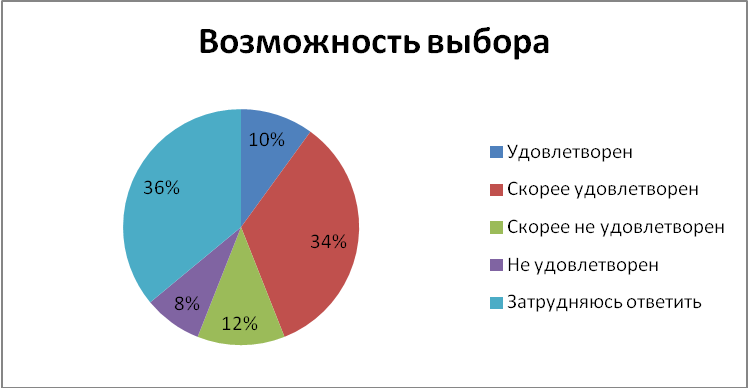 Возможность выбора
10%
34%
12%
8%
36%
Удовлетворен
Скорее удовлетворен
Скорее не удовлетворен
Не удовлетворен
Затрудняюсь ответить